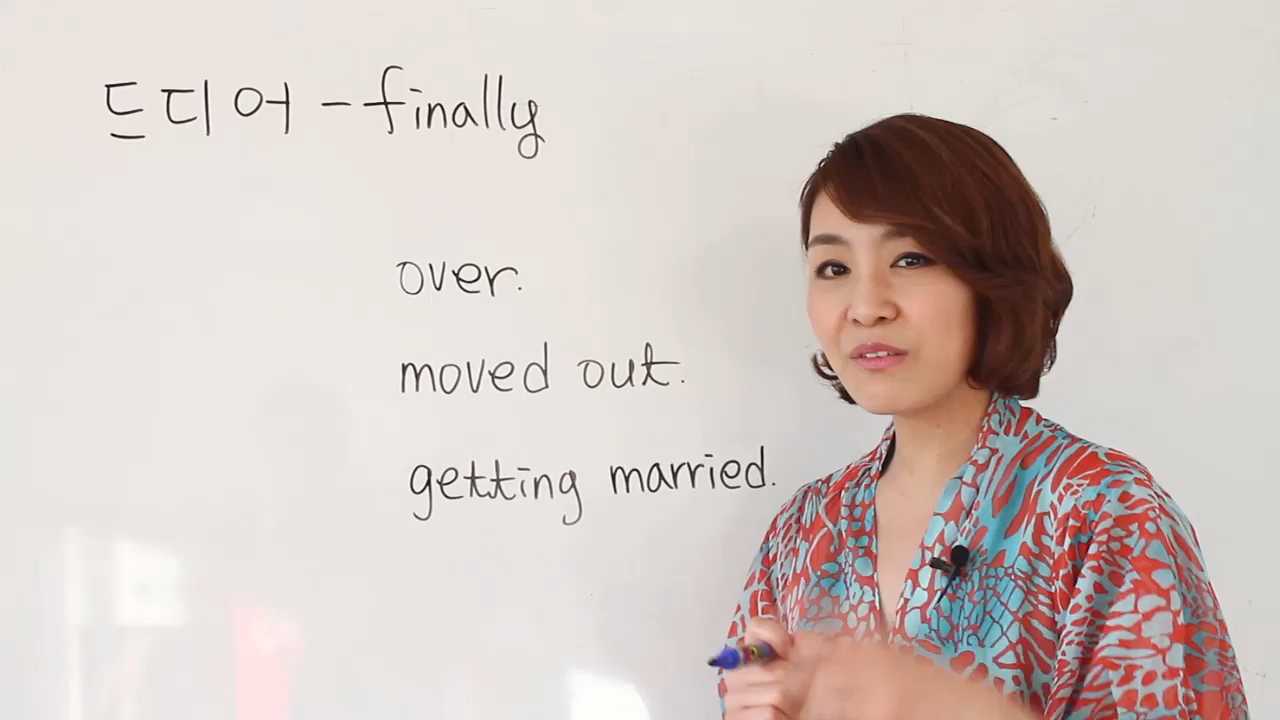 드디어 - finally
over.
moved out.
getting married.